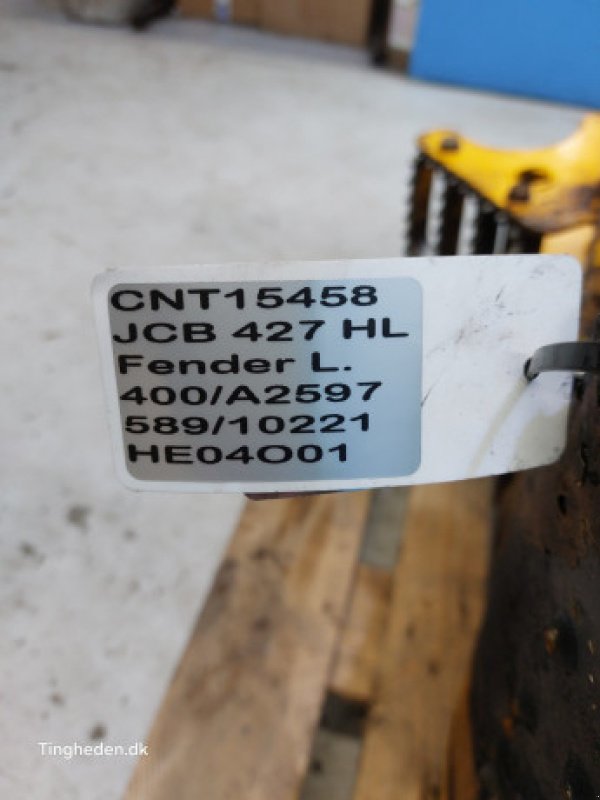 CNT15458
JCB 427 HL
Fender L.
400/A2597
589/10221
HE04O01
Tingheden.dk